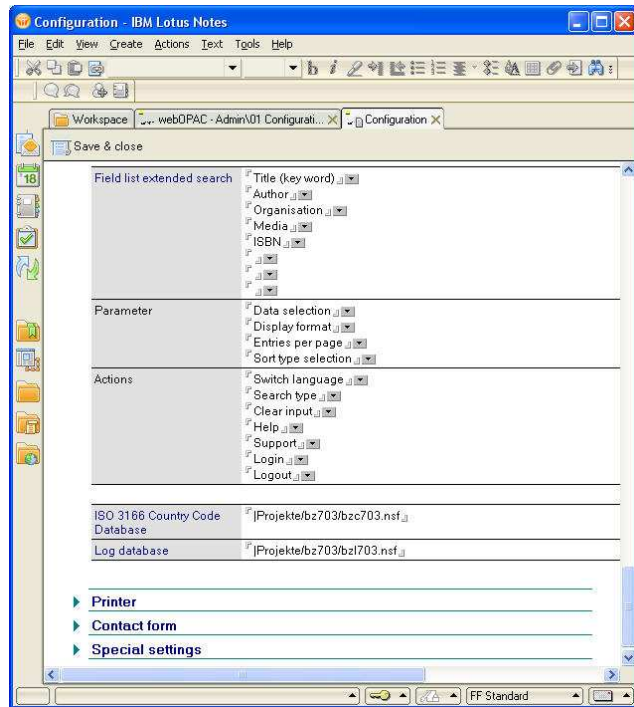 Configuration - IBM Lotus Notes
File Edit View Create Actions Text Tools Help
b i
Workspace webOPAC - Admin\01 Configurati... Configuration
Save & close
18
Field list extended search
Title (key word)
Author
Organisation
Media
ISBN
Parameter
Data selection
Display format
Entries per page
Sort type selection
Actions
Switch language
Search type
Clear input
Help
Support
Login
Logout
ISO 3166 Country Code
Database
|Projekte/bz703/bzc703.nsf
Log database
|Projekte/bz703/bzl703.nsf
Printer
Contact form
Special settings
FF Standard